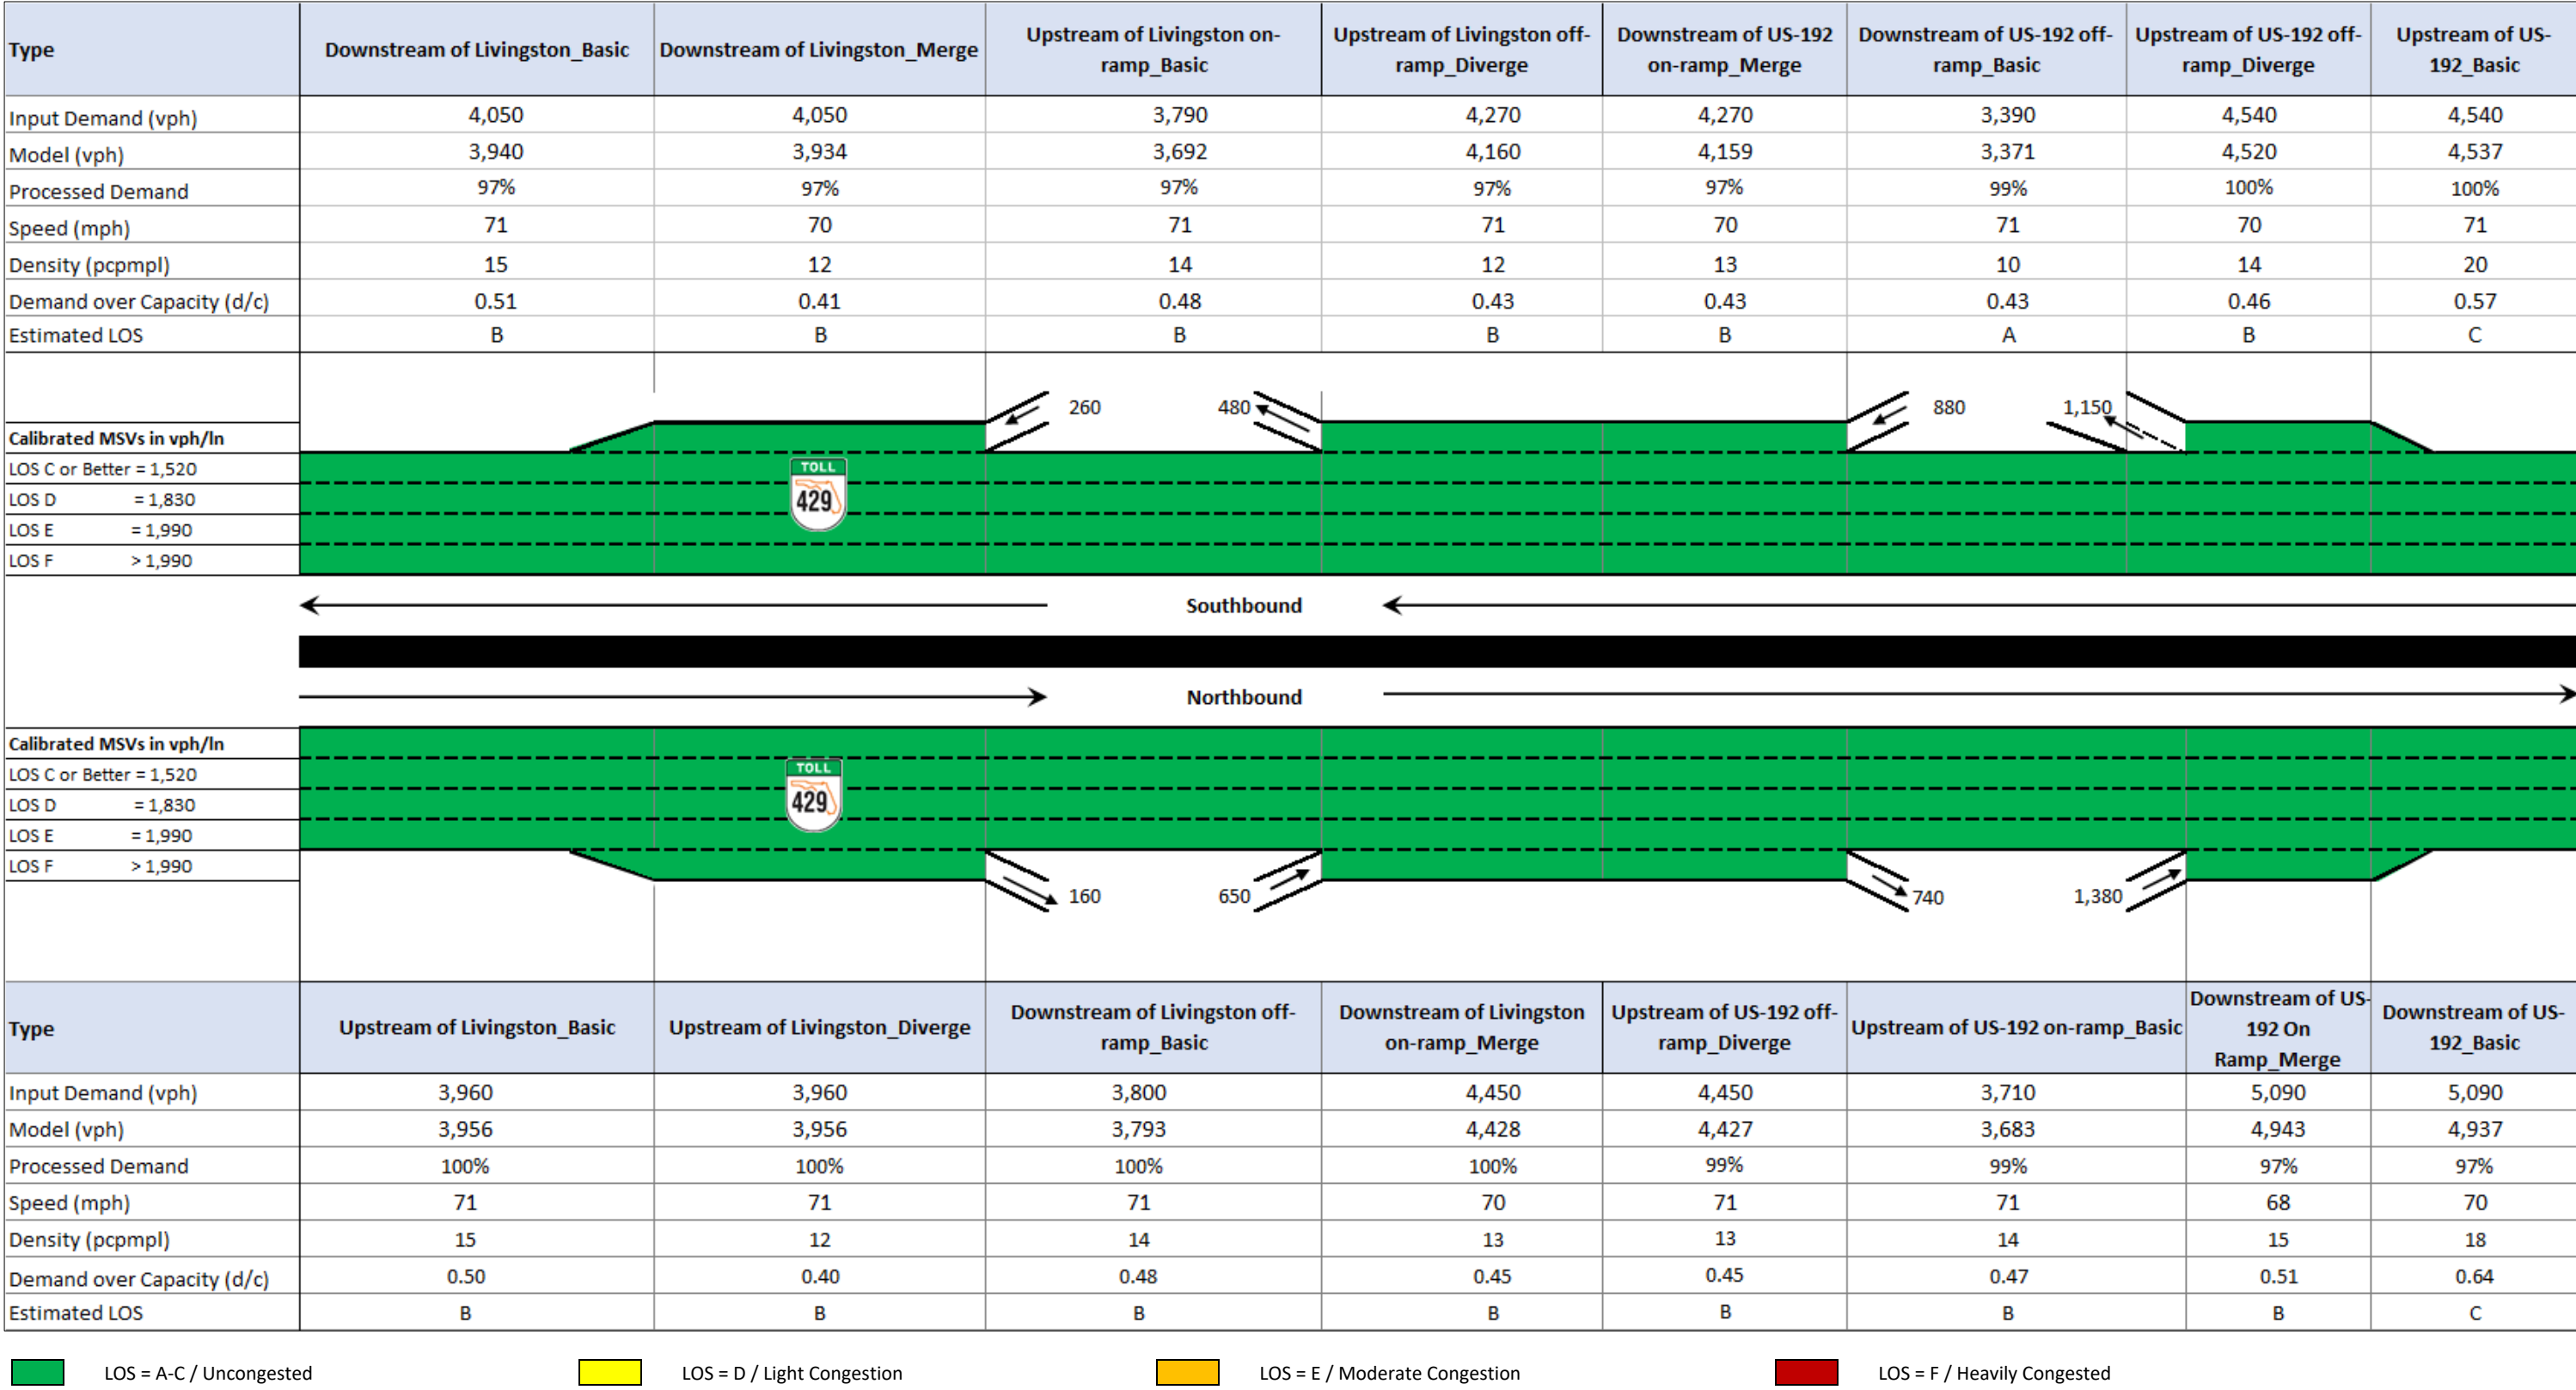 Type Downstream of Livingston_Basic Downstream of Livingston_Merge Upstream of Livingston on-ramp_Basic Upstream of Livingston off-ramp_Diverge Downstream of US-192 on-ramp_Merge Downstream of US-192 off-ramp_Basic Upstream of US-192 off-ramp_Diverge Upstream of US-192_Basic
Input Demand (vph) 4,050 4,050 3,790 4,270 4,270 3,390 4,540 4,540
Model (vph) 3,940 3,934 3,692 4,160 4,159 3,371 4,520 4,537
Processed Demand 97% 97% 97% 97% 97% 99% 100% 100%
Speed (mph) 71 70 71 71 70 71 70 71
Density (pcpmpl) 15 12 14 12 13 10 14 20
Demand over Capacity (d/c) 0.51 0.41 0.48 0.43 0.43 0.43 0.46 0.57
Estimated LOS B B B B B A B C
260 480 880 1,150
Calibrated MSVs in vph/ln
LOS C or Better = 1,520
LOS D = 1,830
LOS E = 1,990
LOS F > 1,990
TOLL
429
Southbound
Northbound
Calibrated MSVs in vph/ln
LOS C or Better = 1,520
LOS D = 1,830
LOS E = 1,990
LOS F > 1,990
TOLL
429
160 650 740 1,380
Type Upstream of Livingston_Basic Upstream of Livingston_Diverge Downstream of Livingston off-ramp_Basic Downstream of Livingston on-ramp_Merge Upstream of US-192 off-ramp_Diverge Upstream of US-192 on-ramp_Basic Downstream of US-192 On Ramp_Merge Downstream of US-192_Basic
Input Demand (vph) 3,960 3,960 3,800 4,450 4,450 3,710 5,090 5,090
Model (vph) 3,956 3,956 3,793 4,428 4,427 3,683 4,943 4,937
Processed Demand 100% 100% 100% 100% 99% 99% 97% 97%
Speed (mph) 71 71 71 70 71 71 68 70
Density (pcpmpl) 15 12 14 13 13 14 15 18
Demand over Capacity (d/c) 0.50 0.40 0.48 0.45 0.45 0.47 0.51 0.64
Estimated LOS B B B B B B B C
LOS = A-C / Uncongested LOS = D / Light Congestion LOS = E / Moderate Congestion LOS = F / Heavily Congested